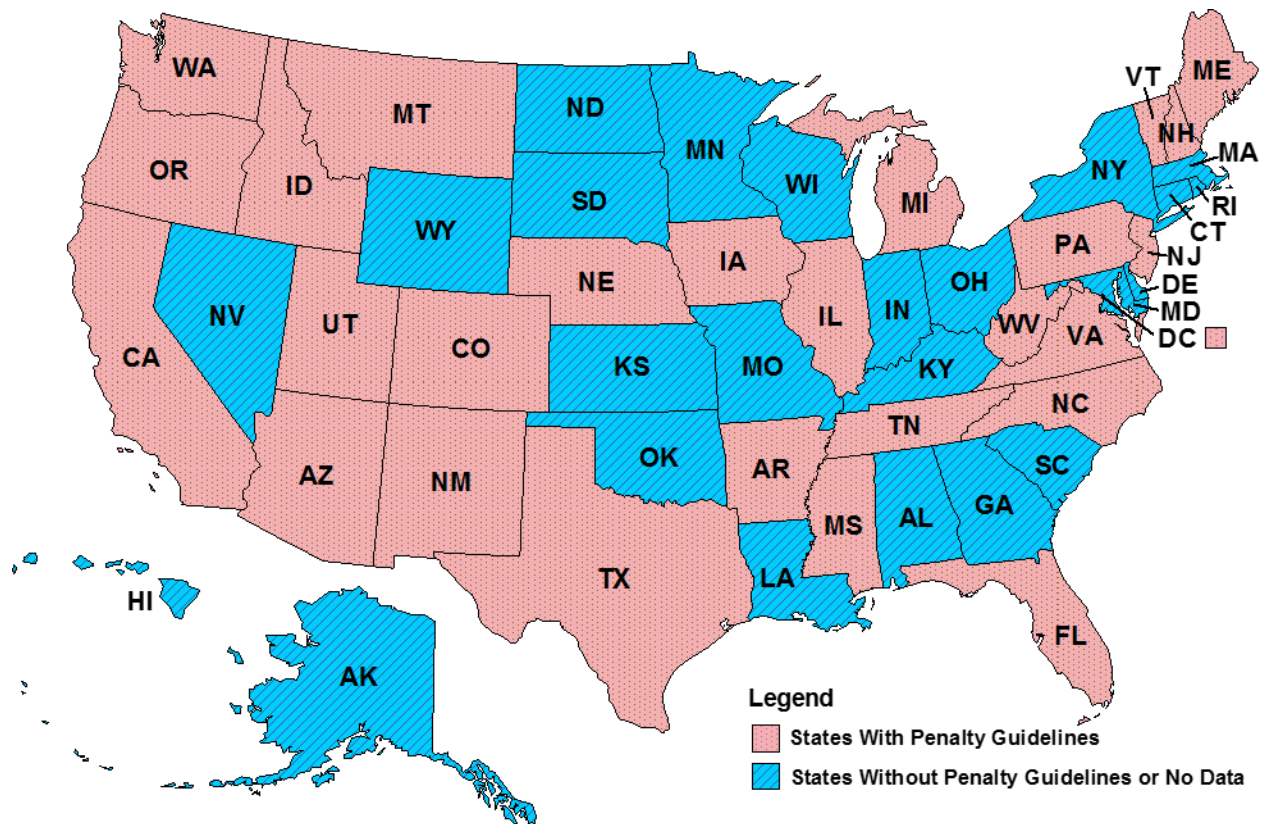 WA
MT
ND
MN
VT
ME
NH
OR
ID
SD
WI
MI
NY
MA
RI
CT
WY
NE
IA
PA
NJ
NV
UT
CO
IL
IN
OH
DE
MD
DC
WV
VA
CA
KS
MO
KY
NC
TN
AZ
NM
OK
AR
SC
MS
AL
GA
TX
LA
HI
FL
AK
Legend
States With Penalty Guidelines
States Without Penalty Guidelines or No Data